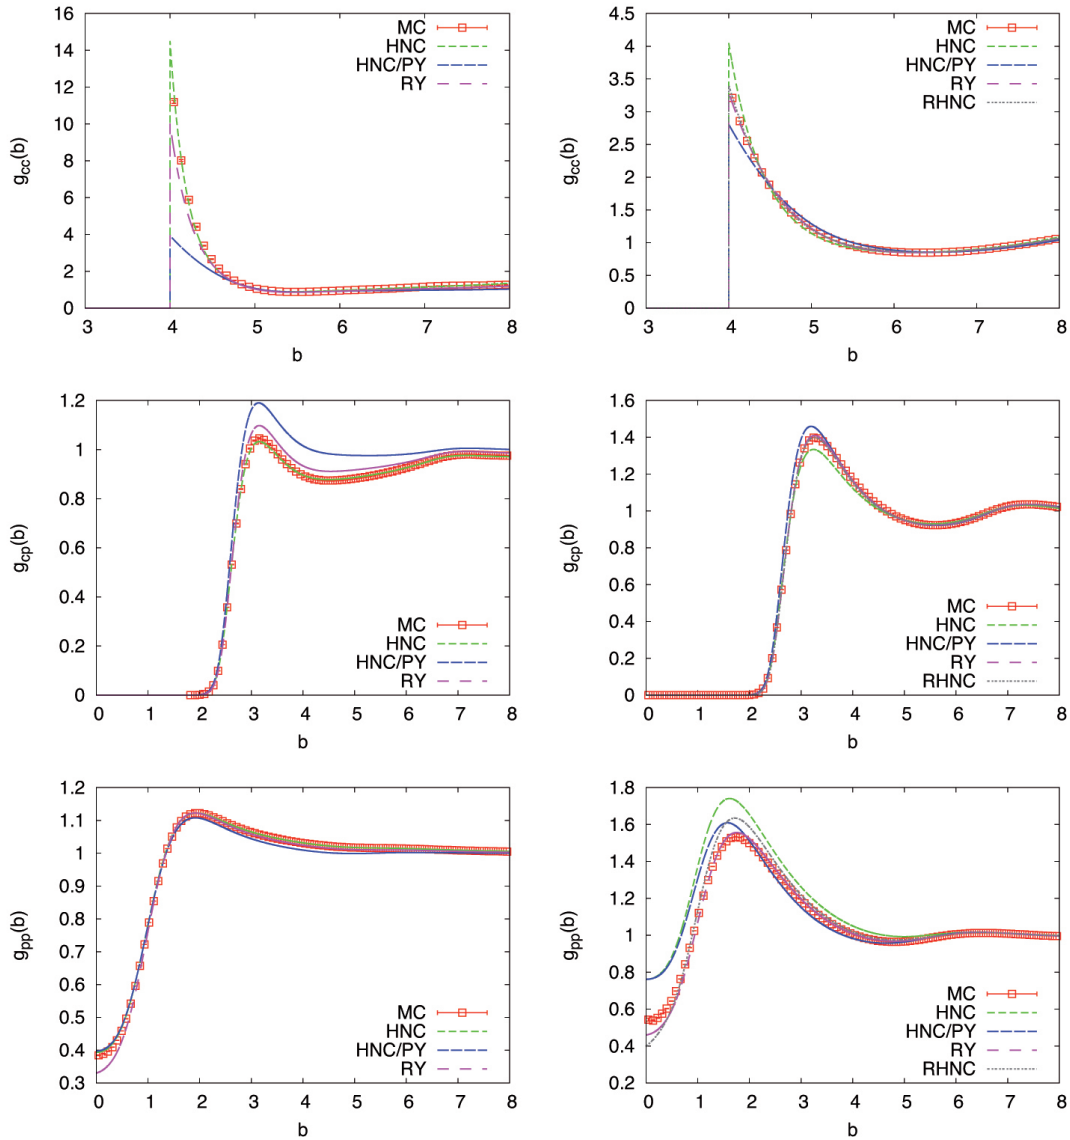 16
14
12
10
8
6
4
2
0
g_cc(b)
MC
HNC
HNC/PY
RY
3 4 5 6 7 8
b
4.5
4
3.5
3
2.5
2
1.5
1
0.5
0
g_cc(b)
MC
HNC
HNC/PY
RY
RHNC
3 4 5 6 7 8
b
1.2
1
0.8
0.6
0.4
0.2
0
g_cp(b)
MC
HNC
HNC/PY
RY
0 1 2 3 4 5 6 7 8
b
1.6
1.4
1.2
1
0.8
0.6
0.4
0.2
0
g_cp(b)
MC
HNC
HNC/PY
RY
RHNC
0 1 2 3 4 5 6 7 8
b
1.2
1.1
1
0.9
0.8
0.7
0.6
0.5
0.4
0.3
g_pp(b)
MC
HNC
HNC/PY
RY
0 1 2 3 4 5 6 7 8
b
1.8
1.6
1.4
1.2
1
0.8
0.6
0.4
0.2
g_pp(b)
MC
HNC
HNC/PY
RY
RHNC
0 1 2 3 4 5 6 7 8
b